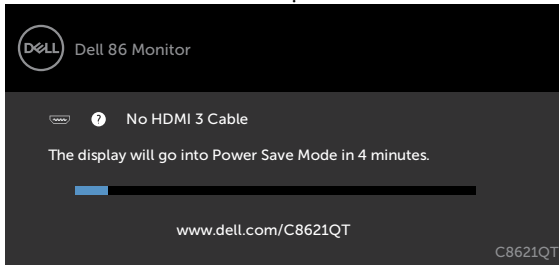 DELL
Dell 86 Monitor
? No HDMI 3 Cable
The display will go into Power Save Mode in 4 minutes.
www.dell.com/C8621QT
C8621QT